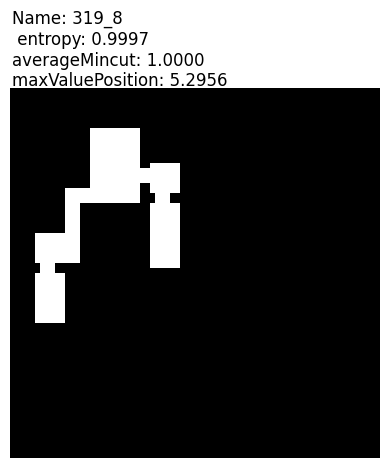 Name: 319_8
entropy: 0.9997
averageMincut: 1.0000
maxValuePosition: 5.2956